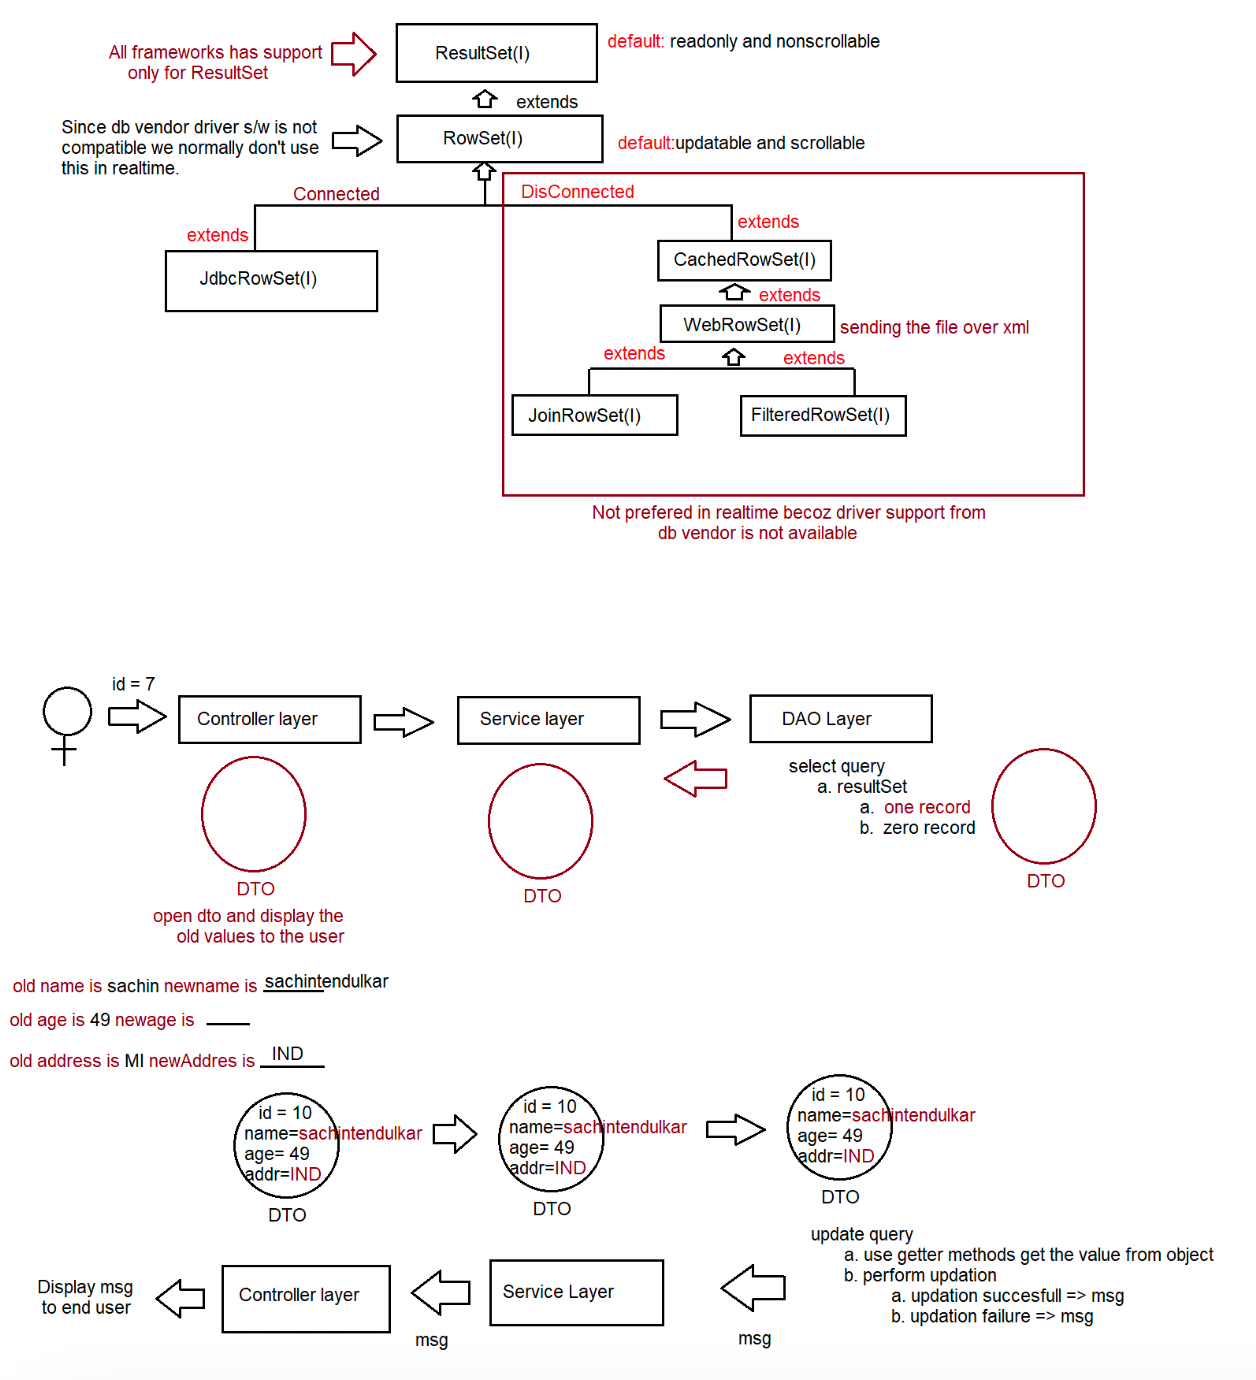 All frameworks has support
only for ResultSet
ResultSet(I)
default: readonly and nonscrollable
extends
Since db vendor driver s/w is not
compatible we normally don't use
this in realtime.
RowSet(I)
default:updatable and scrollable
Connected
DisConnected
extends
extends
JdbcRowSet(I)
CachedRowSet(I)
extends
WebRowSet(I)
sending the file over xml
extends
extends
JoinRowSet(I)
FilteredRowSet(I)
Not prefered in realtime becoz driver support from
db vendor is not available
id = 7
Controller layer
Service layer
DAO Layer
select query
a. resultSet
a. one record
b. zero record
DTO
DTO
DTO
open dto and display the
old values to the user
old name is sachin newname is sachintendulkar
old age is 49 newage is
old address is MI newAddres is IND
id = 10
name=sachintendulkar
age= 49
addr=IND
DTO
id = 10
name=sachintendulkar
age= 49
addr=IND
DTO
id = 10
name=sachintendulkar
age= 49
addr=IND
DTO
update query
a. use getter methods get the value from object
b. perform updation
a. updation succesfull => msg
b. updation failure => msg
Display msg
to end user
Controller layer
msg
Service Layer
msg